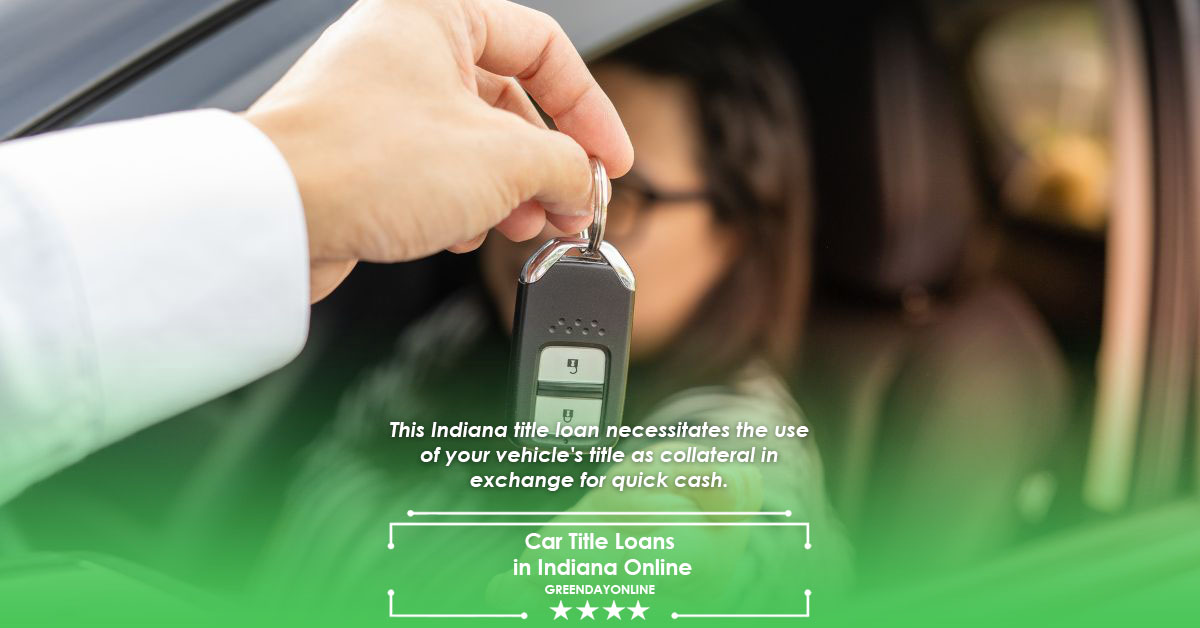 This Indiana title loan necessitates the use
of your vehicle's title as collateral in
exchange for quick cash.
Car Title Loans
in Indiana Online
GREENDAYONLINE